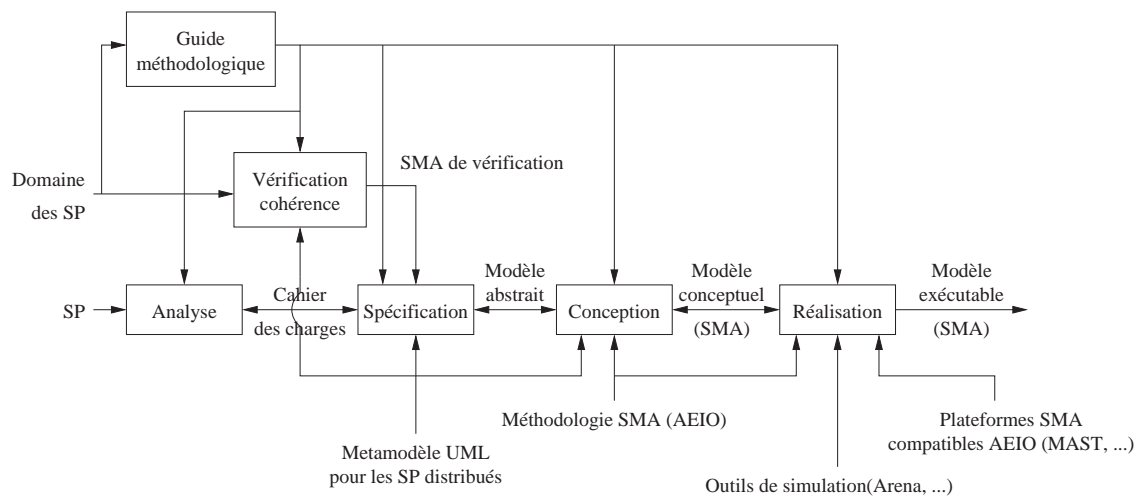 Guide
méthodologique
SMA de vérification
Domaine
des SP
Vérification
cohérence
SP
Analyse
Cahier
des charges
Spécification
Modèle
abstrait
Conception
Modèle
conceptuel
(SMA)
Réalisation
Modèle
exécutable
(SMA)
Méthodologie SMA (AEIO)
Plateformes SMA
compatibles AEIO (MAST, ...)
Metamodèle UML
pour les SP distribués
Outils de simulation(Arena, ...)